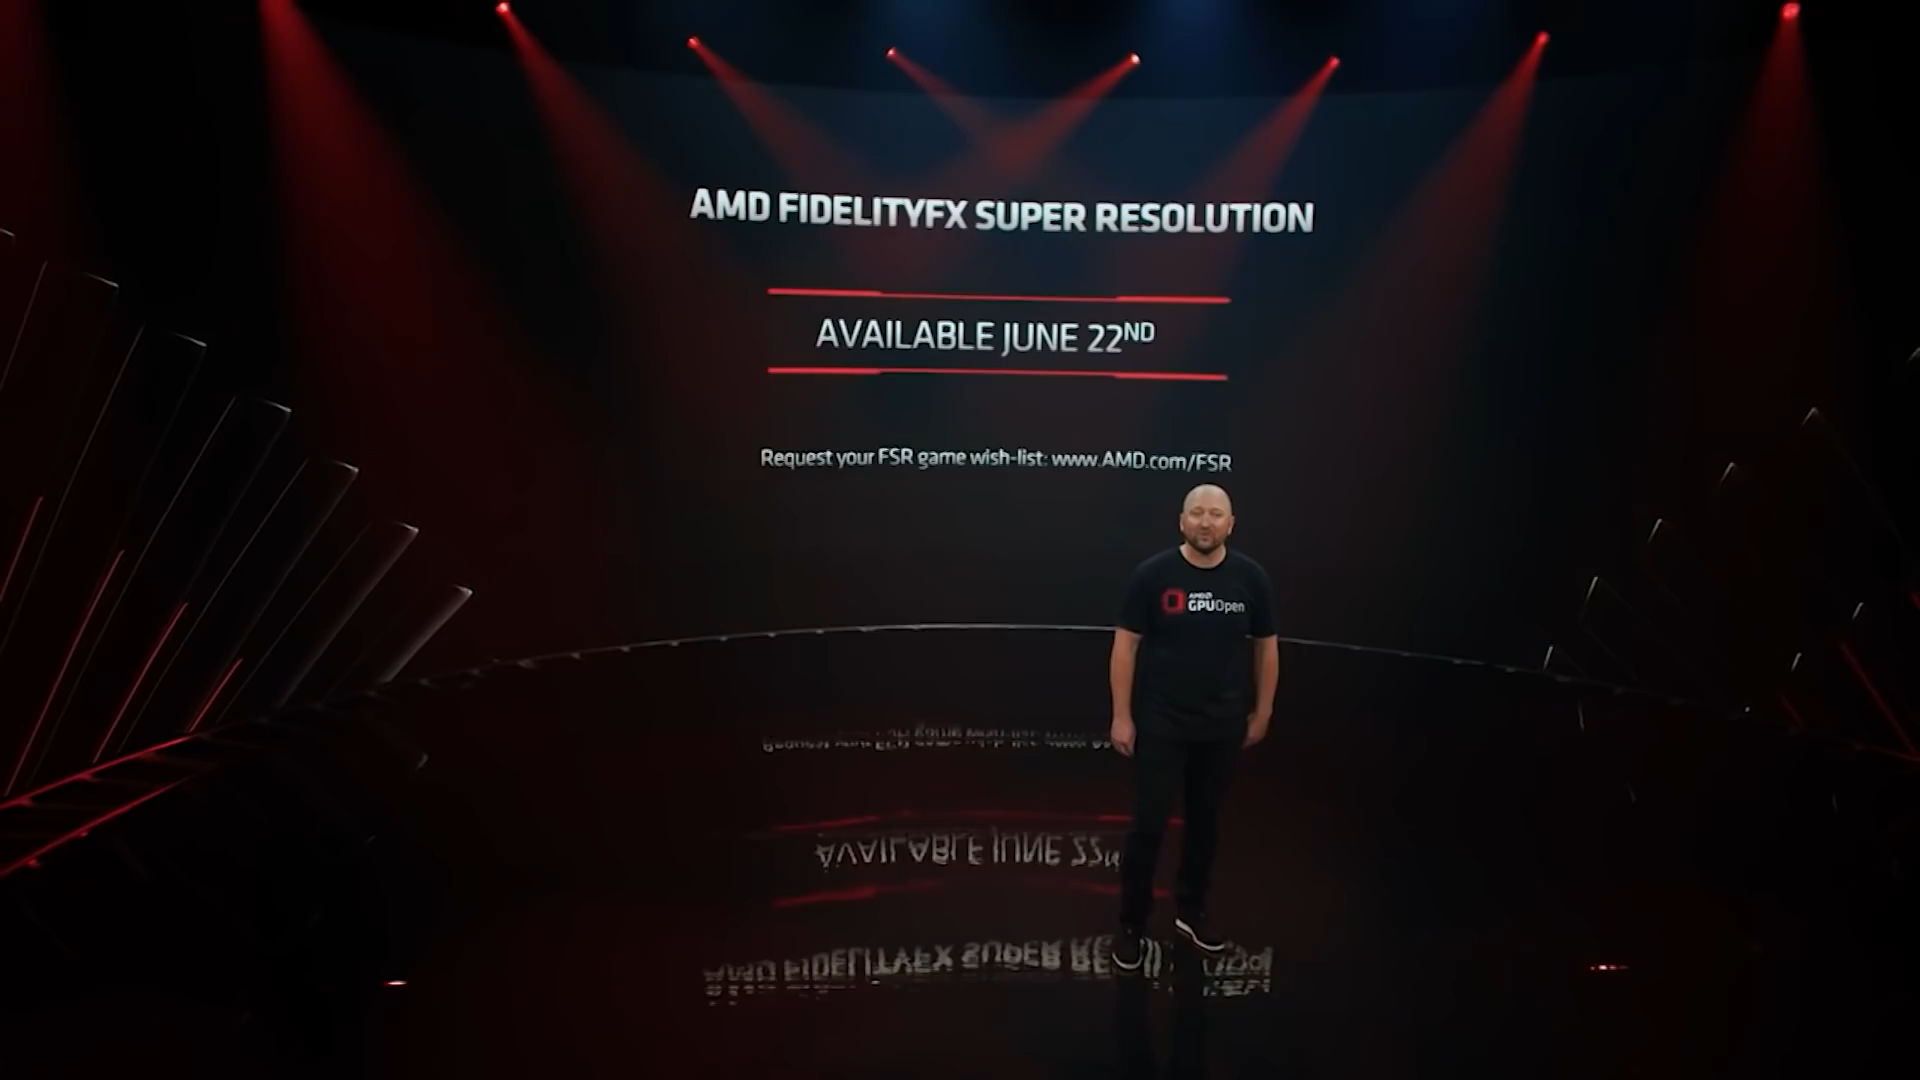 AMD FIDELITYFX SUPER RESOLUTION
AVAILABLE JUNE 22ND
Request your FSR game wish-list: www.AMD.com/FSR
AMD
GPUOpen